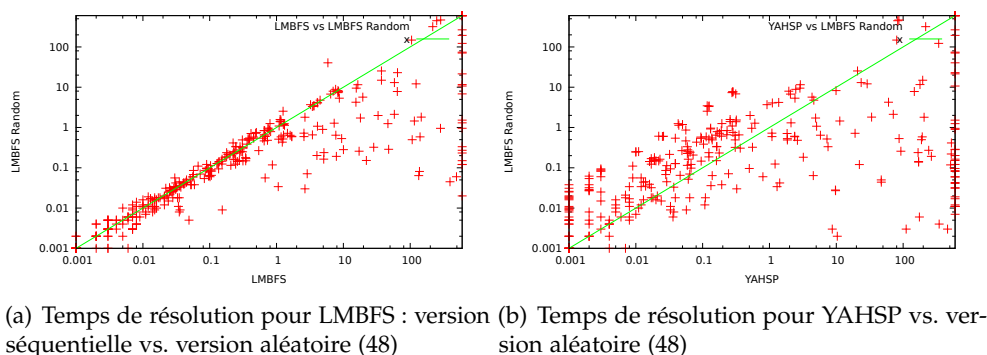 LMBFS vs LMBFS Random
x
100
10
1
0.1
0.01
0.001
LMBFS Random
0.001 0.01 0.1 1 10 100
LMBFS
YAHSP vs LMBFS Random
x
100
10
1
0.1
0.01
0.001
LMBFS Random
0.001 0.01 0.1 1 10 100
YAHSP
(a) Temps de résolution pour LMBFS : version
séquentielle vs. version aléatoire (48)
(b) Temps de résolution pour YAHSP vs. ver-
sion aléatoire (48)